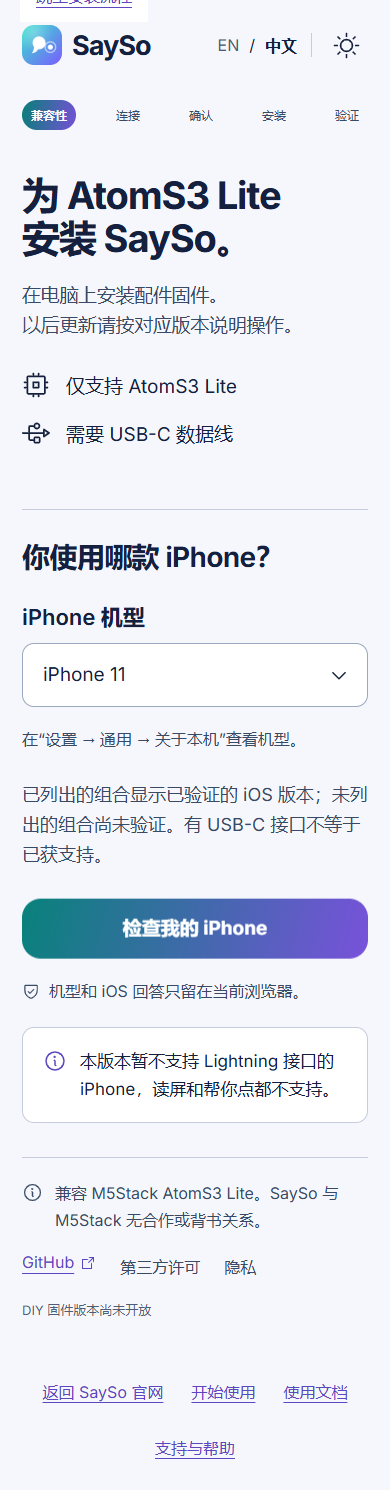 跳至安装流程
SaySo
EN / 中文
兼容性
连接
确认
安装
验证
为 AtomS3 Lite
安装 SaySo。
在电脑上安装配件固件。
以后更新请按对应版本说明操作。
仅支持 AtomS3 Lite
需要 USB-C 数据线
你使用哪款 iPhone?
iPhone 机型
iPhone 11
在“设置 → 通用 → 关于本机”查看机型。
已列出的组合显示已验证的 iOS 版本；未列
出的组合尚未验证。有 USB-C 接口不等于
已获支持。
检查我的 iPhone
机型和 iOS 回答只留在当前浏览器。
本版本暂不支持 Lightning 接口的
iPhone，读屏和帮你点都不支持。
兼容 M5Stack AtomS3 Lite。SaySo 与
M5Stack 无合作或背书关系。
GitHub
第三方许可
隐私
DIY 固件版本尚未开放
返回 SaySo 官网
开始使用
使用文档
支持与帮助